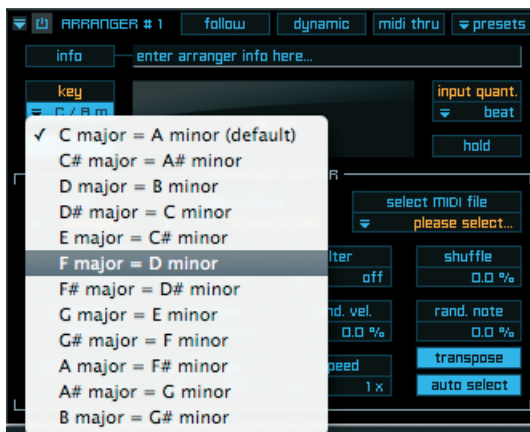 ARRANGER # 1 follow dynamic midi thru presets
info enter arranger info here...
key input quant.
C / A m beat
hold
✓ C major = A minor (default)
C# major = A# minor
D major = B minor
D# major = C minor
E major = C# minor
F major = D minor
F# major = D# minor
G major = E minor
G# major = F minor
A major = F# minor
A# major = G minor
B major = G# minor
select MIDI file
please select...
shuffle
off 0.0 %
rand. note
0.0 % 0.0 %
transpose
1 x auto select